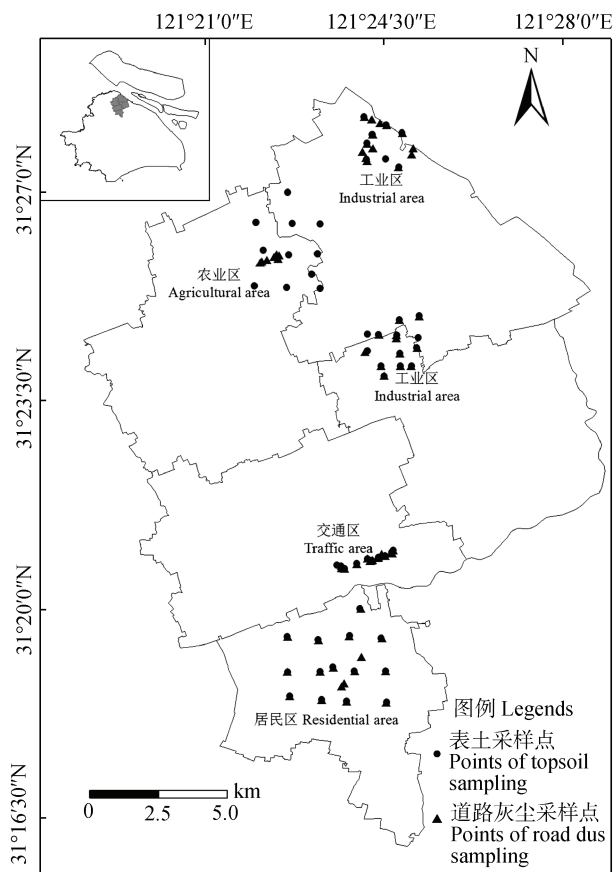 121°21′0″E
121°24′30″E
121°28′0″E
N
31°27′0″N
工业区
Industrial area
农业区
Agricultural area
31°23′30″N
工业区
Industrial area
交通区
Traffic area
31°20′0″N
居民区 Residential area
图例 Legends
表土采样点
Points of topsoil
sampling
道路灰尘采样点
Points of road dus
sampling
km
0
2.5
5.0
31°16′30″N